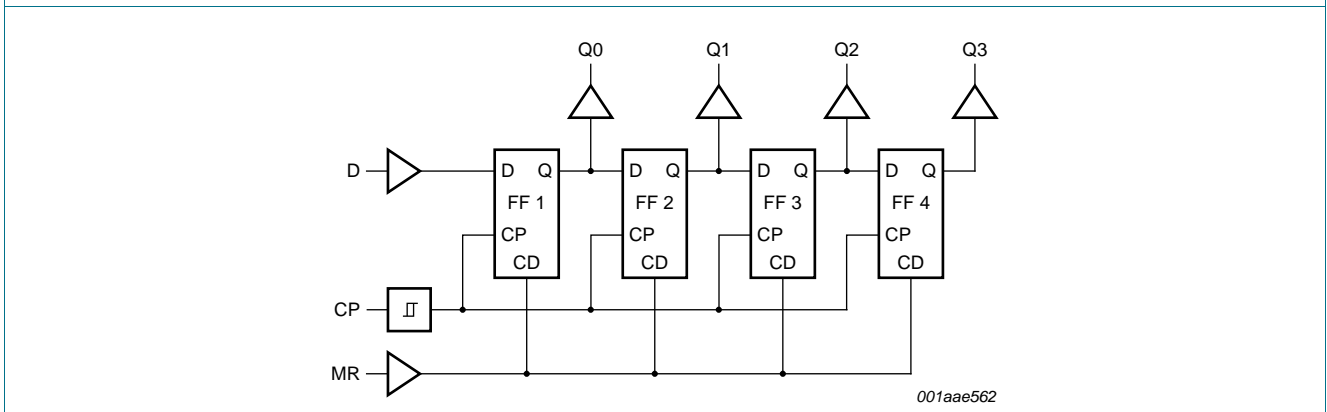 Q0 Q1 Q2 Q3
D D Q D Q D Q D Q
FF 1 FF 2 FF 3 FF 4
CP CP CP CP
CD CD CD CD
CP
MR
001aae562